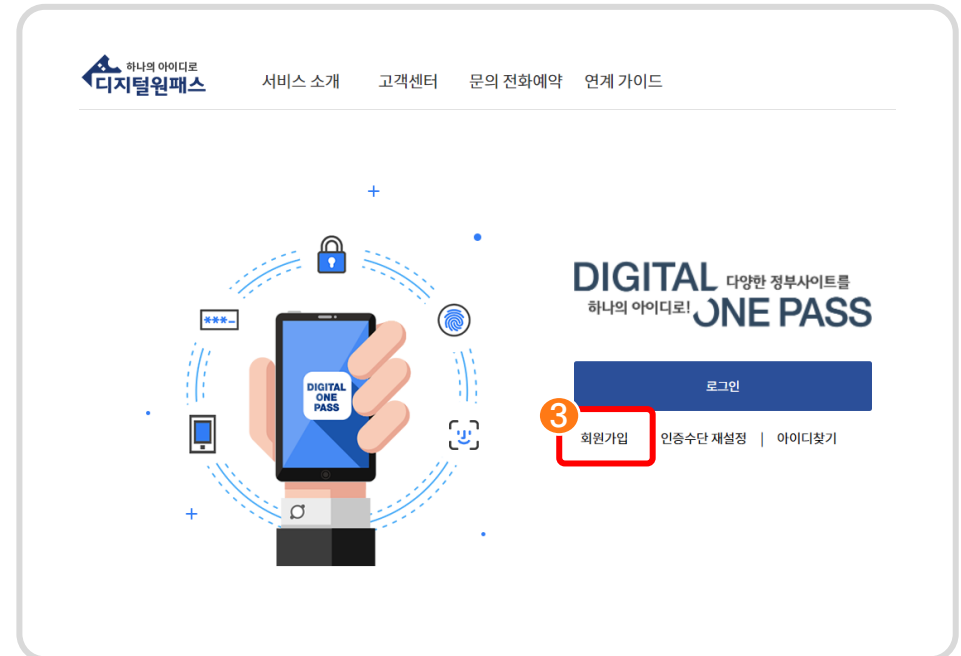 하나의 아이디로
디지털원패스
서비스 소개 고객센터 문의 전화예약 연계 가이드
***-
DIGITAL
ONE
PASS
DIGITAL 다양한 정부사이트를
하나의 아이디로! ONE PASS
로그인
3
회원가입 인증수단 재설정 | 아이디찾기